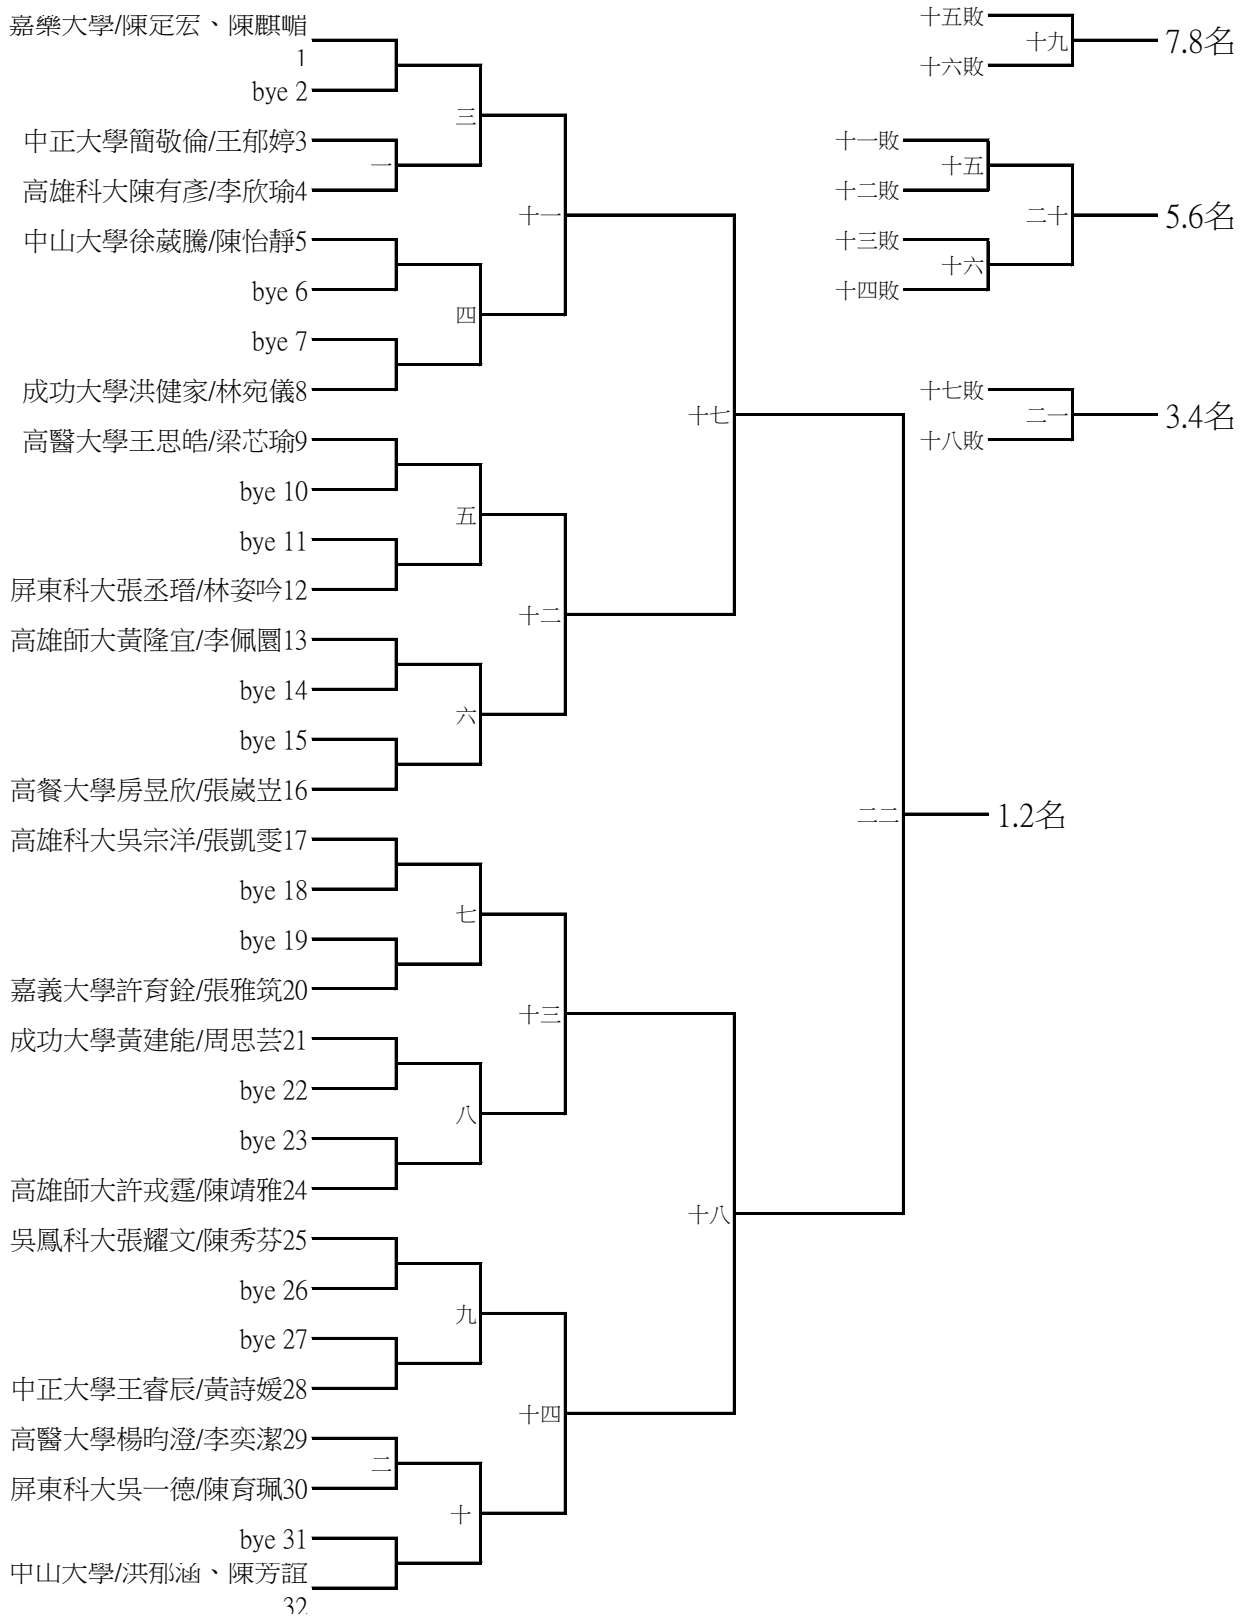 嘉樂大學/陳定宏、陳麒嵋
1
bye 2
中正大學簡敬倫/王郁婷3
高雄科大陳有彥/李欣瑜4
中山大學徐葳騰/陳怡靜5
bye 6
bye 7
成功大學洪健家/林宛儀8
高醫大學王思皓/梁芯瑜9
bye 10
bye 11
屏東科大張丞瑨/林姿吟12
高雄師大黃隆宜/李佩圜13
bye 14
bye 15
高餐大學房昱欣/張崴岦16
高雄科大吳宗洋/張凱雯17
bye 18
bye 19
嘉義大學許育銓/張雅筑20
成功大學黃建能/周思芸21
bye 22
bye 23
高雄師大許戎霆/陳靖雅24
吳鳳科大張耀文/陳秀芬25
bye 26
bye 27
中正大學王睿辰/黃詩媛28
高醫大學楊昀澄/李奕潔29
屏東科大吳一德/陳育珮30
bye 31
中山大學/洪郁涵、陳芳誼
32
一
二
三
四
五
六
七
八
九
十
十一
十二
十三
十四
十七
十八
二二
1.2名
十五敗
十六敗
十九
7.8名
十一敗
十二敗
十五
十三敗
十四敗
十六
二十
5.6名
十七敗
十八敗
二一
3.4名